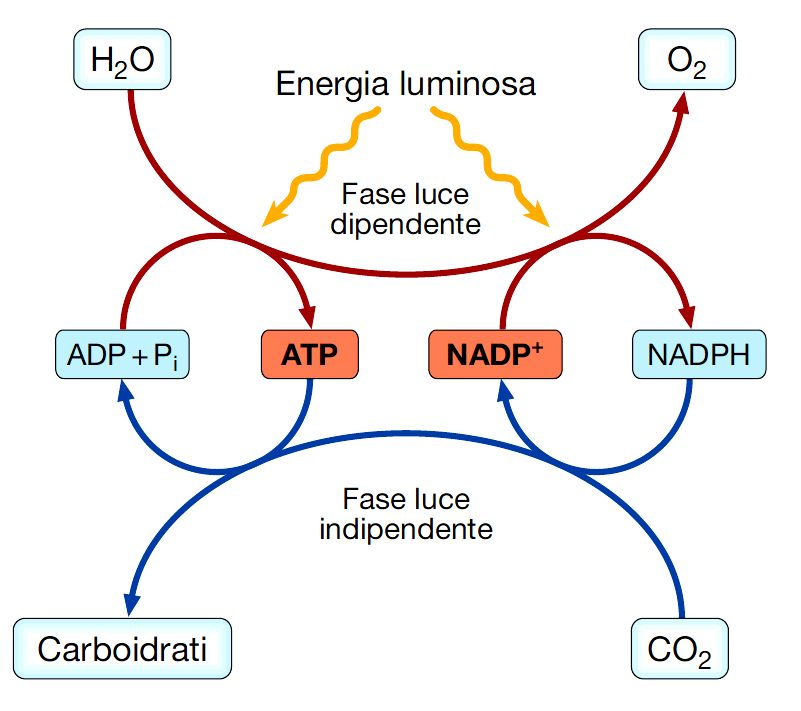 H₂O
O₂
Energia luminosa
Fase luce
dipendente
ADP + Pᵢ
ATP
NADP⁺
NADPH
Fase luce
indipendente
Carboidrati
CO₂